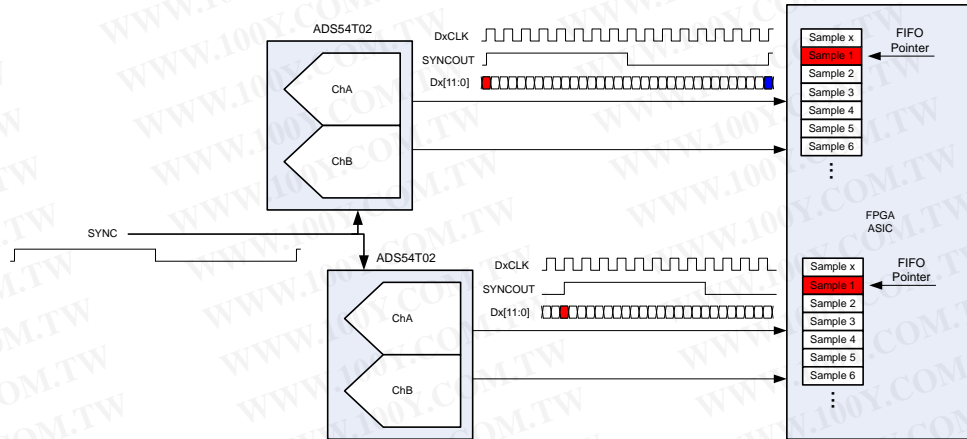 ADS54T02
DxCLK
SYNCOUT
Dx[11:0]
ChA
ChB
Sample x
Sample 1
Sample 2
Sample 3
Sample 4
Sample 5
Sample 6
FIFO
Pointer
SYNC
FPGA
ASIC
ADS54T02
DxCLK
SYNCOUT
Dx[11:0]
ChA
ChB
Sample x
Sample 1
Sample 2
Sample 3
Sample 4
Sample 5
Sample 6
FIFO
Pointer
WWW.100Y.COM.TW